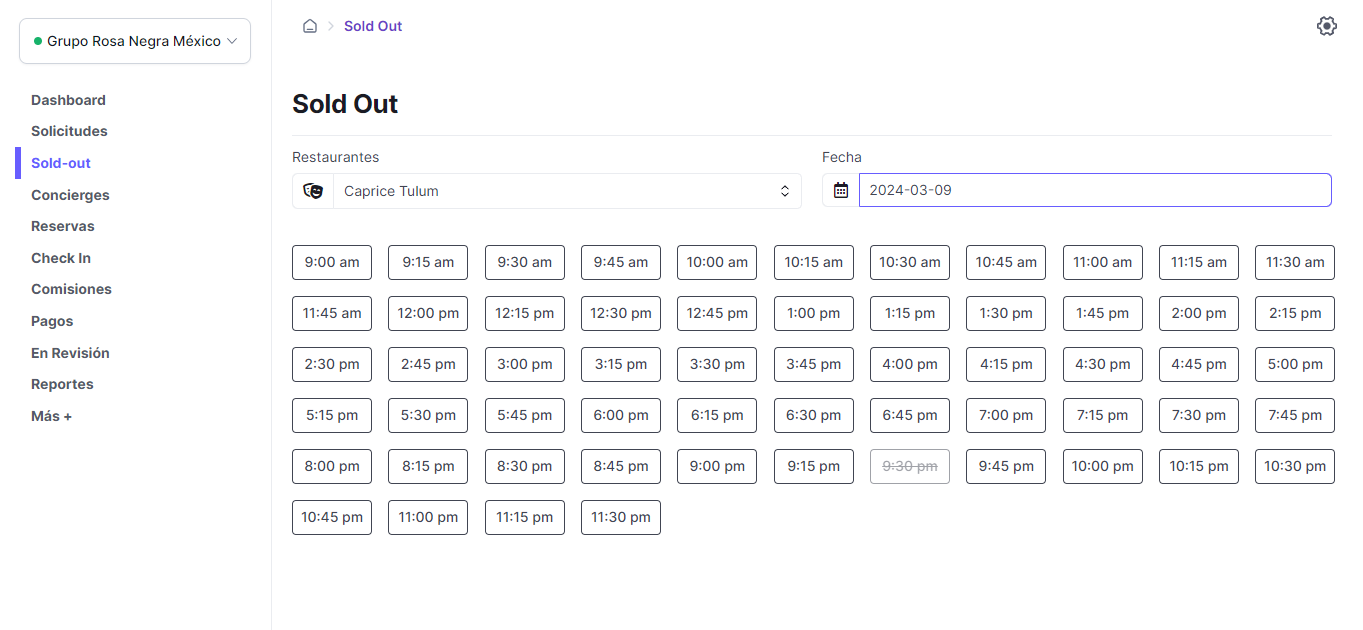 Grupo Rosa Negra México
Dashboard
Solicitudes
Sold-out
Concierges
Reservas
Check In
Comisiones
Pagos
En Revisión
Reportes
Más +
Sold Out
Sold Out
Restaurantes
Caprice Tulum
Fecha
2024-03-09
9:00 am 9:15 am 9:30 am 9:45 am 10:00 am 10:15 am 10:30 am 10:45 am 11:00 am 11:15 am 11:30 am
11:45 am 12:00 pm 12:15 pm 12:30 pm 12:45 pm 1:00 pm 1:15 pm 1:30 pm 1:45 pm 2:00 pm 2:15 pm
2:30 pm 2:45 pm 3:00 pm 3:15 pm 3:30 pm 3:45 pm 4:00 pm 4:15 pm 4:30 pm 4:45 pm 5:00 pm
5:15 pm 5:30 pm 5:45 pm 6:00 pm 6:15 pm 6:30 pm 6:45 pm 7:00 pm 7:15 pm 7:30 pm 7:45 pm
8:00 pm 8:15 pm 8:30 pm 8:45 pm 9:00 pm 9:15 pm 9:30 pm 9:45 pm 10:00 pm 10:15 pm 10:30 pm
10:45 pm 11:00 pm 11:15 pm 11:30 pm